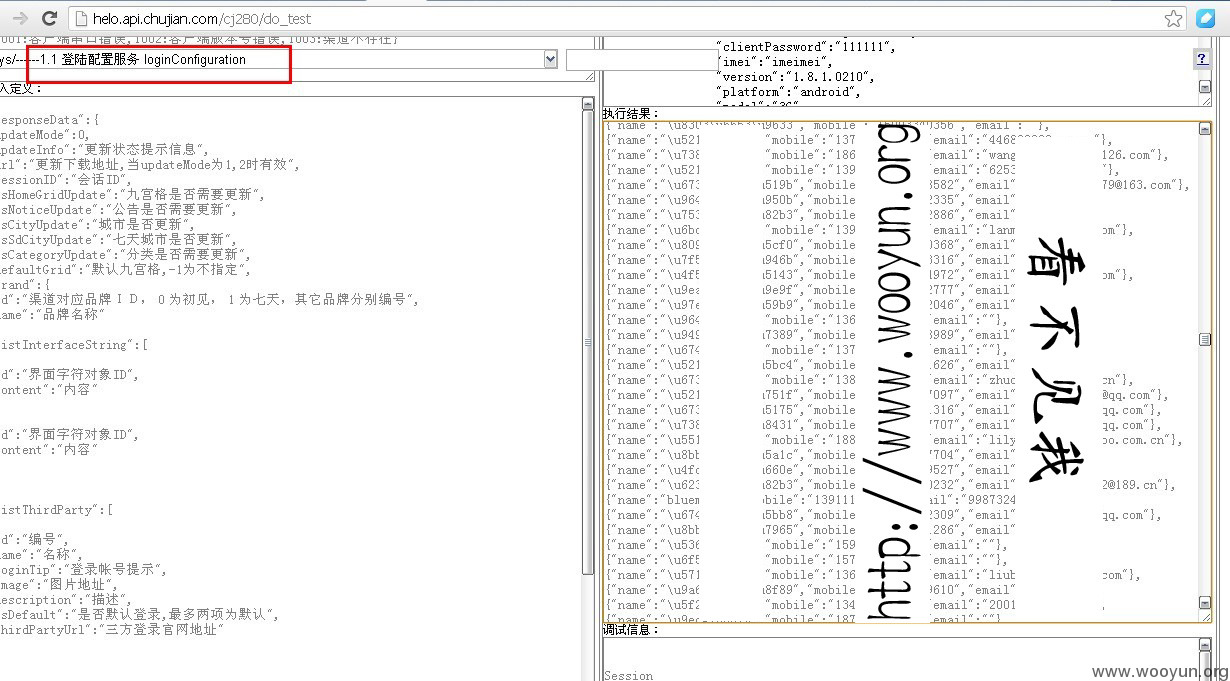 helo.api.chujian.com/cj280/do_test
001:客户端串口错误,1002:客户端版本号错误,1003:渠道不存在}
ys/------1.1 登陆配置服务 loginConfiguration
入定义：
esponseData":{
updateMode":0,
updateInfo":"更新状态提示信息",
rl":"更新下载地址,当updateMode为1,2时有效",
essionID":"会话ID",
sHomeGridUpdate":"九宫格是否需要更新",
sNoticeUpdate":"公告是否需要更新",
sCityUpdate":"城市是否更新",
sSdCityUpdate":"七天城市是否更新",
sCategoryUpdate":"分类是否需要更新",
efaultGrid":"默认九宫格,-1为不指定",
rand":{
d":"渠道对应品牌ＩＤ，０为初见，１为七天，其它品牌分别编号",
ame":"品牌名称"
istInterfaceString":[
d":"界面字符对象ID",
ontent":"内容"
d":"界面字符对象ID",
ontent":"内容"
istThirdParty":[
d":"编号",
ame":"名称",
oginTip":"登录帐号提示",
mage":"图片地址",
escription":"描述",
sDefault":"是否默认登录,最多两项为默认",
hirdPartyUrl":"三方登录官网地址"
"clientPassword":"111111",
"imei":"imeimei",
"version":"1.8.1.0210",
"platform":"android",
?
执行结果：
{"name":"\u521 "mobile":"137 "email":"4468
{"name":"\u738 "mobile":"186 "email":"wang 126.com"},
{"name":"\u521 "mobile":"139 "email":"6253 "},
{"name":"\u673 519b","mobile 3582","email" 79@163.com"},
{"name":"\u964 950b","mobile 2335","email"
{"name":"\u753 82b3","mobile 2886","email"
{"name":"\u6bc "mobile":"139 "email":"lanm m"},
{"name":"\u809 5cf0","mobile 0368","email"
{"name":"\u7f5 946b","mobile 3316","email"
{"name":"\u4f5 5143","mobile 1972","email" m"},
{"name":"\u9ea 9e9f","mobile 2777","email"
{"name":"\u97e 59b9","mobile 2046","email"
{"name":"\u964 "mobile":"136 "email":""},
{"name":"\u949 7389","mobile 3989","email"
{"name":"\u674 "mobile":"137 email":""},
{"name":"\u521 5bc4","mobile 1626","email"
{"name":"\u673 "mobile":"138 "email":"zhuc cn"},
{"name":"\u521 751f","mobile 7097","email" @qq.com"},
{"name":"\u673 5175","mobile 1316","email" qq.com"},
{"name":"\u738 8431","mobile 7707","email" qq.com"},
{"name":"\u551 "mobile":"188 "email":"lily oo.com.cn"},
{"name":"\u8bb 5a1c","mobile 7704","email"
{"name":"\u4fc 660e","mobile 9527","email"
{"name":"\u623 82b3","mobile 0232","email" 2@189.cn"},
{"name":"bluem bile":"139111 ail":"9987324
{"name":"\u674 5bb8","mobile 2309","email" qq.com"},
{"name":"\u8bb 7965","mobile 1286","email"
{"name":"\u536 "mobile":"159 email":""},
{"name":"\u6f5 "mobile":"157 email":""},
{"name":"\u571 "mobile":"136 "email":"liub com"},
{"name":"\u9a6 8f89","mobile 9610","email"
{"name":"\u5f2 "mobile":"134 "email":"2001
http://www.wooyun.org
看不见我
调试信息：
Session
www.wooyun.org